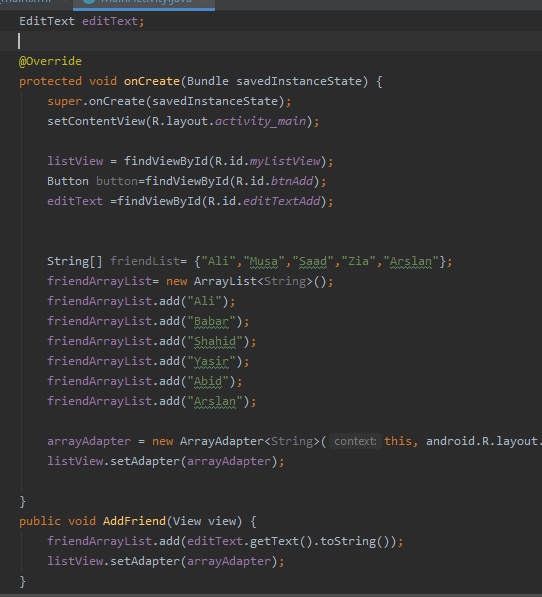 EditText editText;
@Override
protected void onCreate(Bundle savedInstanceState) {
super.onCreate(savedInstanceState);
setContentView(R.layout.activity_main);
listView = findViewById(R.id.myListView);
Button button=findViewById(R.id.btnAdd);
editText =findViewById(R.id.editTextAdd);
String[] friendList= {"Ali","Musa","Saad","Zia","Arslan"};
friendArrayList= new ArrayList<String>();
friendArrayList.add("Ali");
friendArrayList.add("Babar");
friendArrayList.add("Shahid");
friendArrayList.add("Yasir");
friendArrayList.add("Abid");
friendArrayList.add("Arslan");
arrayAdapter = new ArrayAdapter<String>( context: this, android.R.layout.
listView.setAdapter(arrayAdapter);
}
public void AddFriend(View view) {
friendArrayList.add(editText.getText().toString());
listView.setAdapter(arrayAdapter);
}